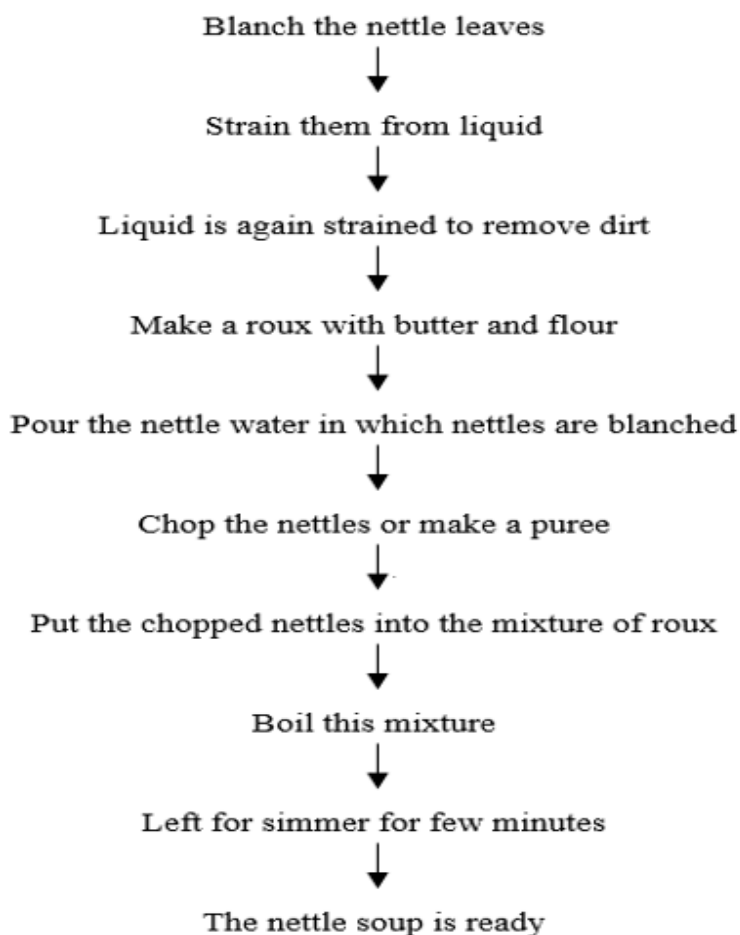 Blanch the nettle leaves
Strain them from liquid
Liquid is again strained to remove dirt
Make a roux with butter and flour
Pour the nettle water in which nettles are blanched
Chop the nettles or make a puree
Put the chopped nettles into the mixture of roux
Boil this mixture
Left for simmer for few minutes
The nettle soup is ready